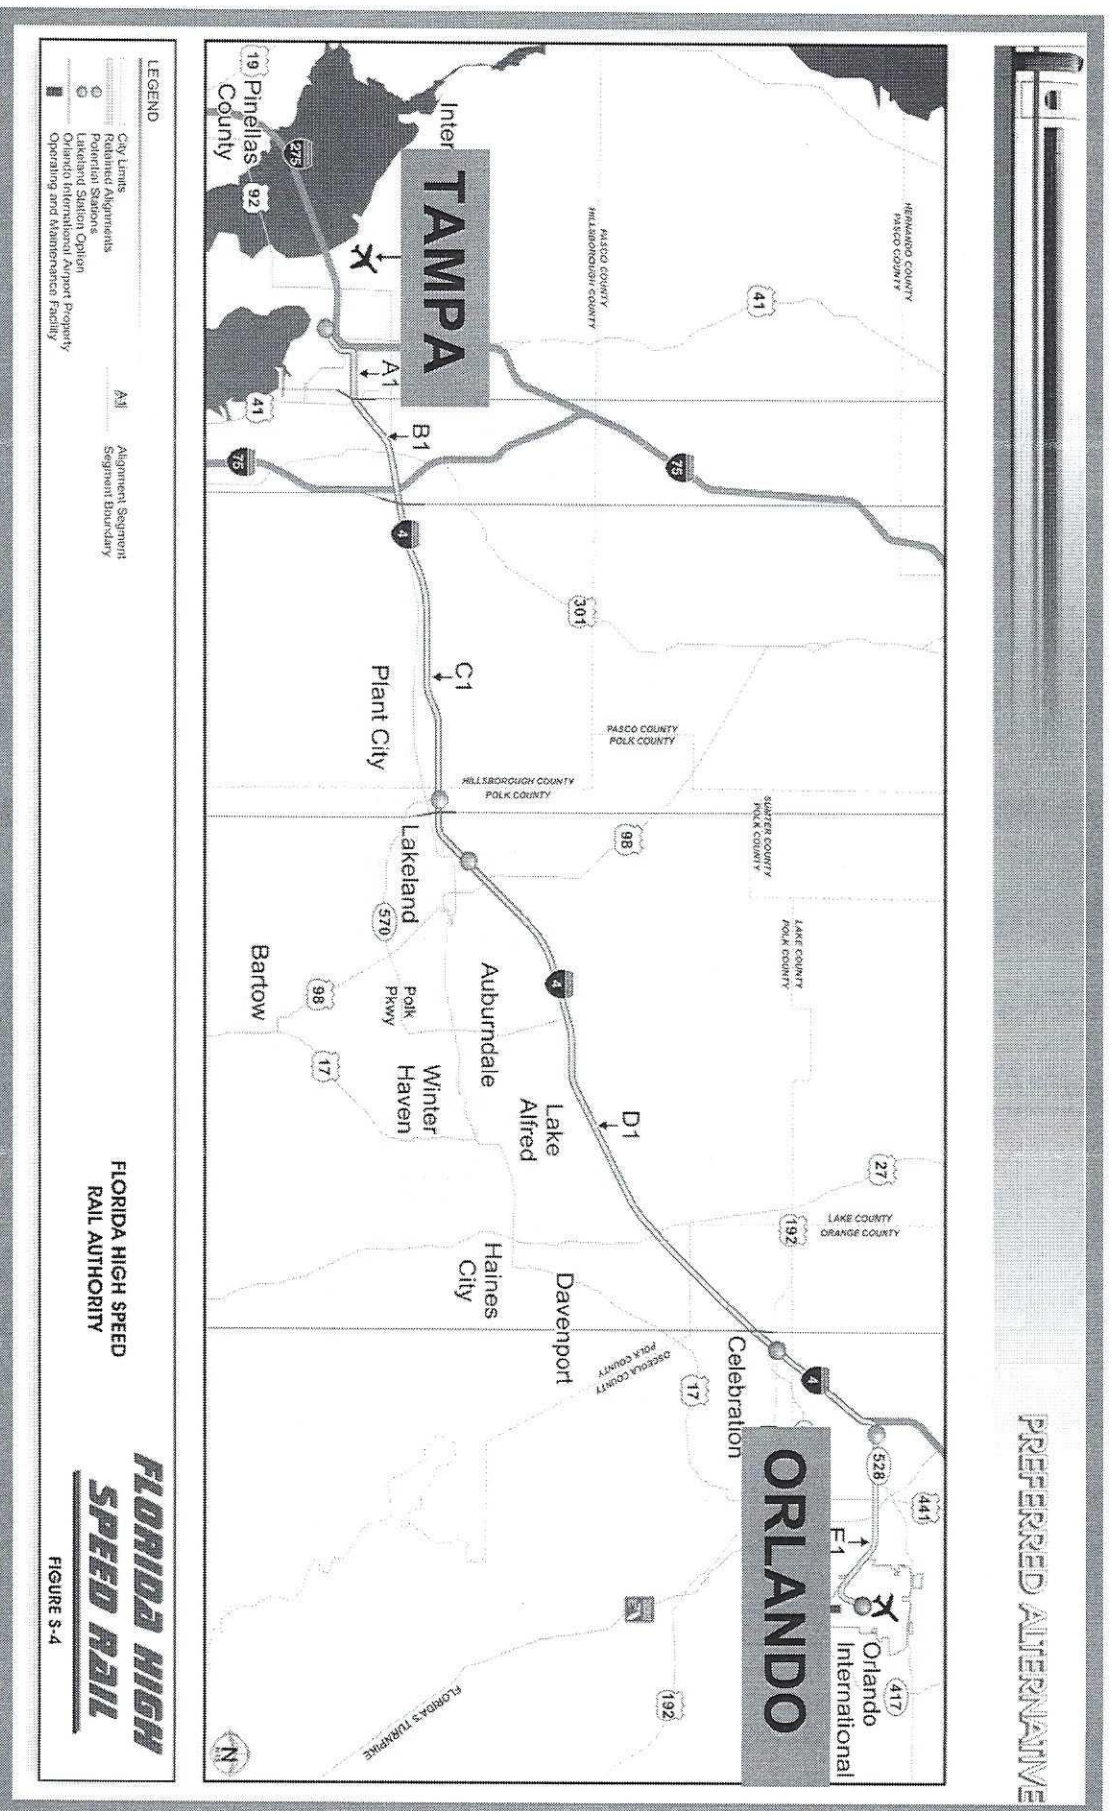 PREFERRED ALTERNATIVE
HERNANDO COUNTY
PASCO COUNTY
41
75
PASCO COUNTY
HILLSBOROUGH COUNTY
301
PASCO COUNTY
POLK COUNTY
SUMTER COUNTY
POLK COUNTY
LAKE COUNTY
POLK COUNTY
27
LAKE COUNTY
ORANGE COUNTY
192
98
HILLSBOROUGH COUNTY
POLK COUNTY
Inter
TAMPA
A1
B1
4
C1
Plant City
Lakeland
570
Polk
Pkwy
4
Auburndale
D1
Lake
Alfred
Winter
Haven
Bartow
98
17
Haines
City
Davenport
OSCEOLA COUNTY
POLK COUNTY
17
Celebration
4
528
441
ORLANDO
E1
Orlando
International
417
192
FLORIDA'S TURNPIKE
19
Pinellas
County
275
92
41
75
N
LEGEND
City Limits
Retained Alignments
Potential Stations
Lakeland Station Option
Orlando International Airport Property
Operating and Maintenance Facility
A1
Alignment Segment
Segment Boundary
FLORIDA HIGH SPEED
RAIL AUTHORITY
FLORIDA HIGH
SPEED RAIL
FIGURE S-4